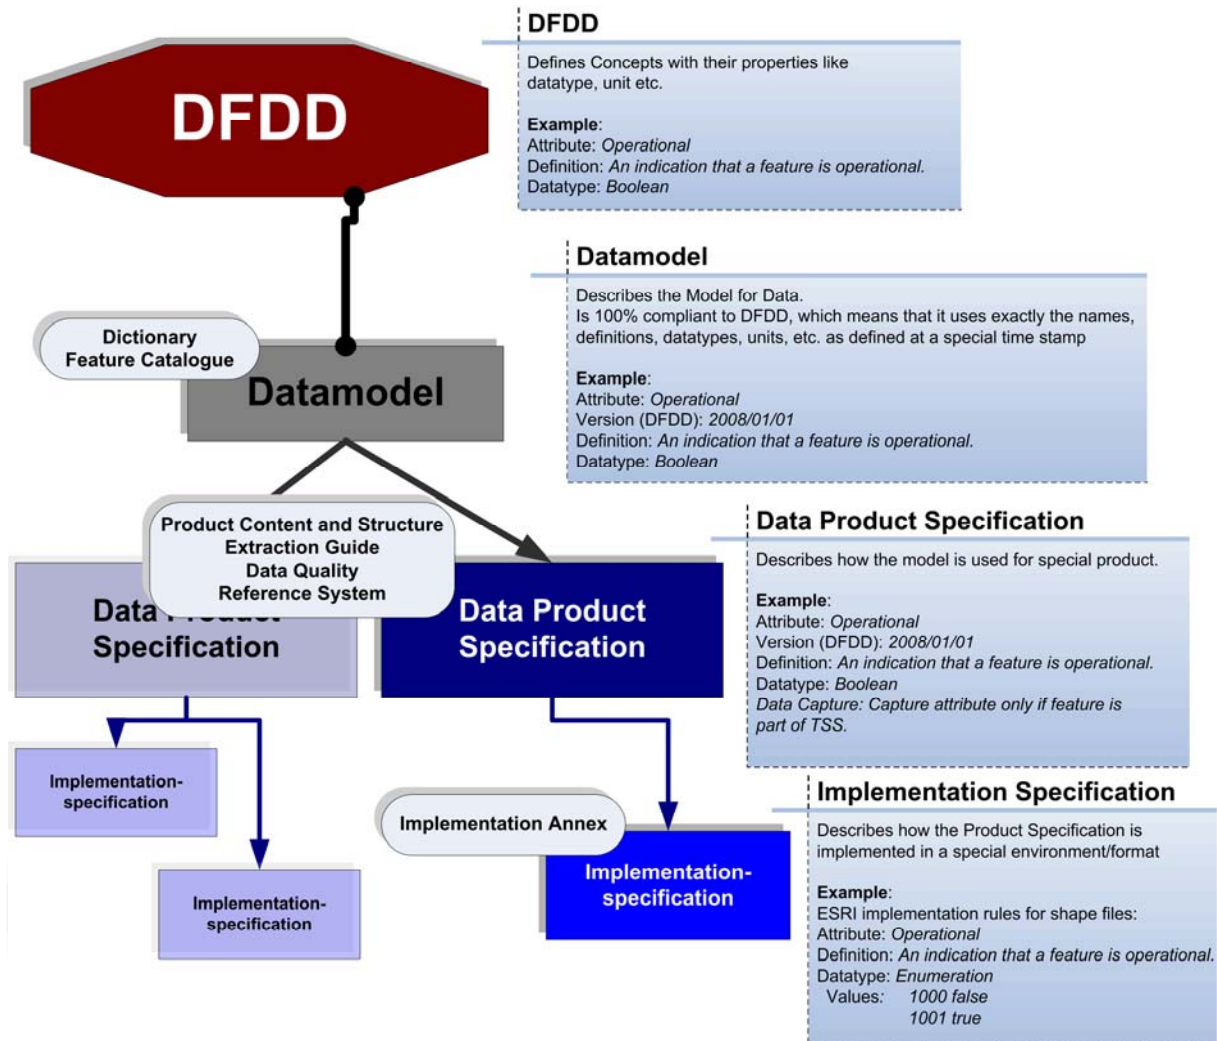 DFDD
DFDD
Defines Concepts with their properties like
datatype, unit etc.
Example:
Attribute: Operational
Definition: An indication that a feature is operational.
Datatype: Boolean
Datamodel
Describes the Model for Data.
Is 100% compliant to DFDD, which means that it uses exactly the names,
definitions, datatypes, units, etc. as defined at a special time stamp
Example:
Attribute: Operational
Version (DFDD): 2008/01/01
Definition: An indication that a feature is operational.
Datatype: Boolean
Dictionary
Feature Catalogue
Datamodel
Product Content and Structure
Extraction Guide
Data Quality
Reference System
Data Product
Specification
Data Product
Specification
Data Product Specification
Describes how the model is used for special product.
Example:
Attribute: Operational
Version (DFDD): 2008/01/01
Definition: An indication that a feature is operational.
Datatype: Boolean
Data Capture: Capture attribute only if feature is
part of TSS.
Implementation-
specification
Implementation-
specification
Implementation Annex
Implementation-
specification
Implementation Specification
Describes how the Product Specification is
implemented in a special environment/format
Example:
ESRI implementation rules for shape files:
Attribute: Operational
Definition: An indication that a feature is operational.
Datatype: Enumeration
Values: 1000 false
1001 true